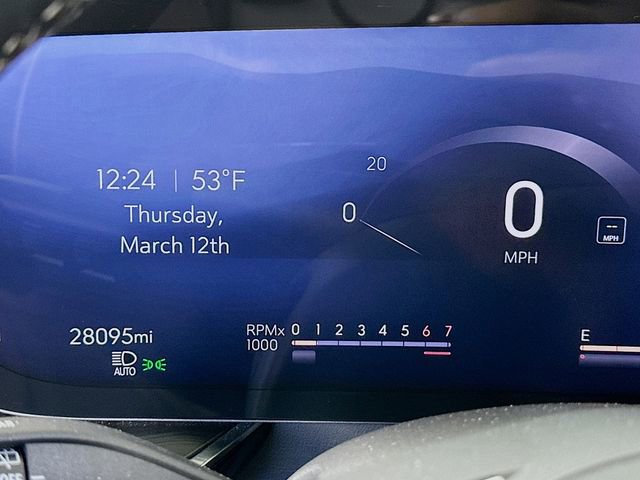 12:24 | 53°F
Thursday,
March 12th
20
0
0
MPH
--
MPH
28095mi
AUTO
RPMx 0 1 2 3 4 5 6 7
1000
E
OFF